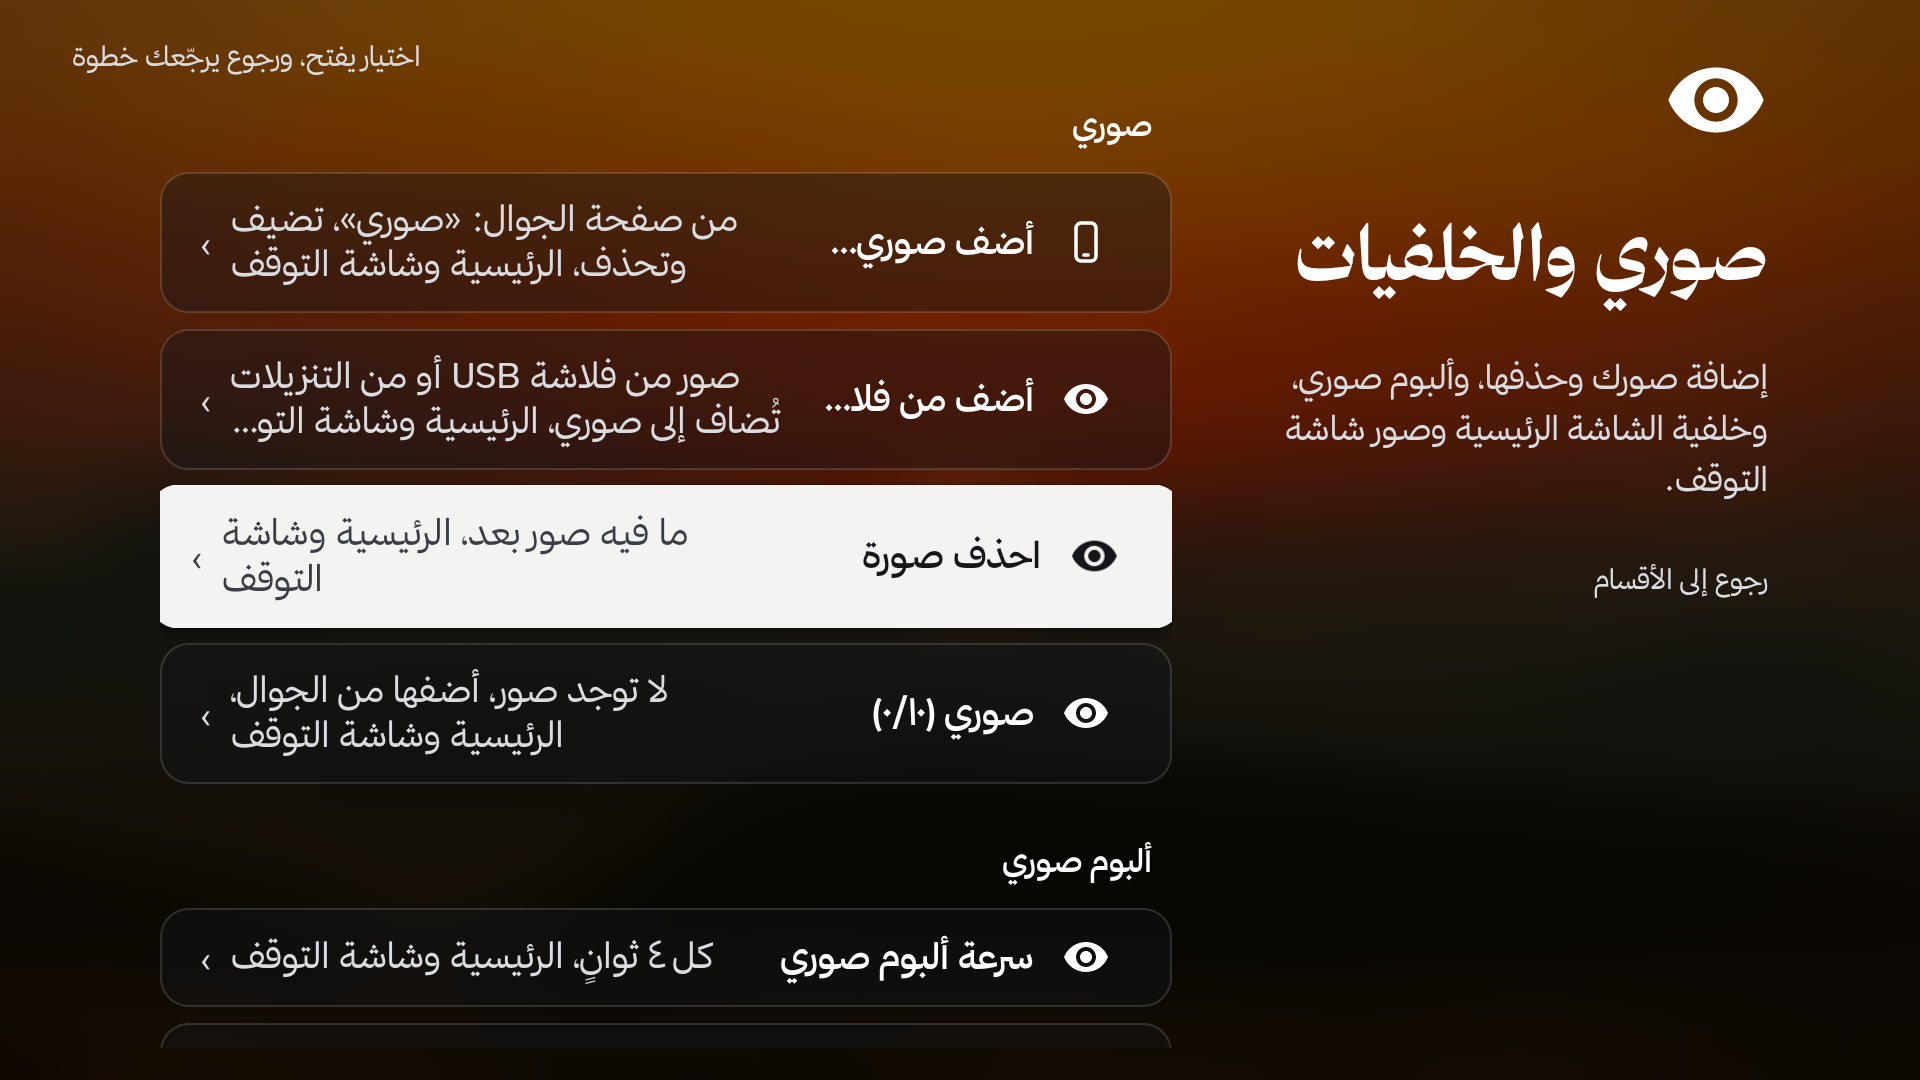 اختيار يفتح، ورجوع يرجّعك خطوة
صوري والخلفيات
إضافة صورك وحذفها، وألبوم صوري،
وخلفية الشاشة الرئيسية وصور شاشة
التوقف.
رجوع إلى الأقسام
صوري
أضف صوري...
من صفحة الجوال: «صوري»، تضيف
وتحذف، الرئيسية وشاشة التوقف
أضف من فلا...
صور من فلاشة USB أو من التنزيلات
تُضاف إلى صوري، الرئيسية وشاشة التو...
احذف صورة
ما فيه صور بعد، الرئيسية وشاشة
التوقف
صوري (٠/١٠)
لا توجد صور، أضفها من الجوال،
الرئيسية وشاشة التوقف
ألبوم صوري
سرعة ألبوم صوري
كل ٤ ثوانٍ، الرئيسية وشاشة التوقف